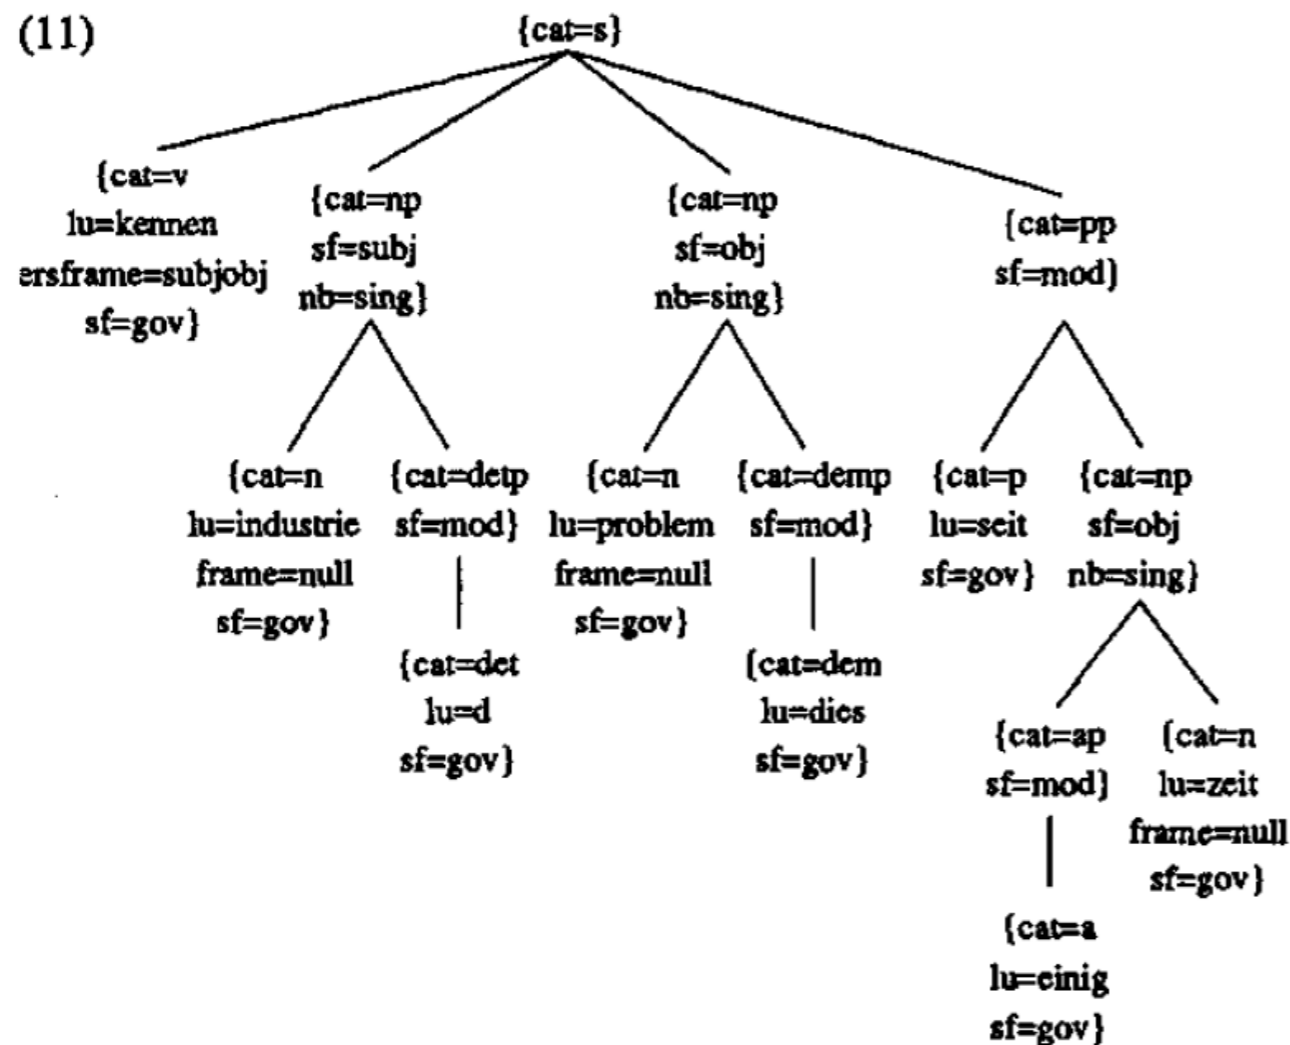 (11)
{cat=s}
{cat=v
lu=kennen
ersframe=subjobj
sf=gov}
{cat=np
sf=subj
nb=sing}
{cat=np
sf=obj
nb=sing}
{cat=pp
sf=mod}
{cat=n
lu=industrie
frame=null
sf=gov}
{cat=detp
sf=mod}
{cat=n
lu=problem
frame=null
sf=gov}
{cat=demp
sf=mod}
{cat=p
lu=seit
sf=gov}
{cat=np
sf=obj
nb=sing}
{cat=det
lu=d
sf=gov}
{cat=dem
lu=dies
sf=gov}
{cat=ap
sf=mod}
{cat=n
lu=zeit
frame=null
sf=gov}
{cat=a
lu=einig
sf=gov}